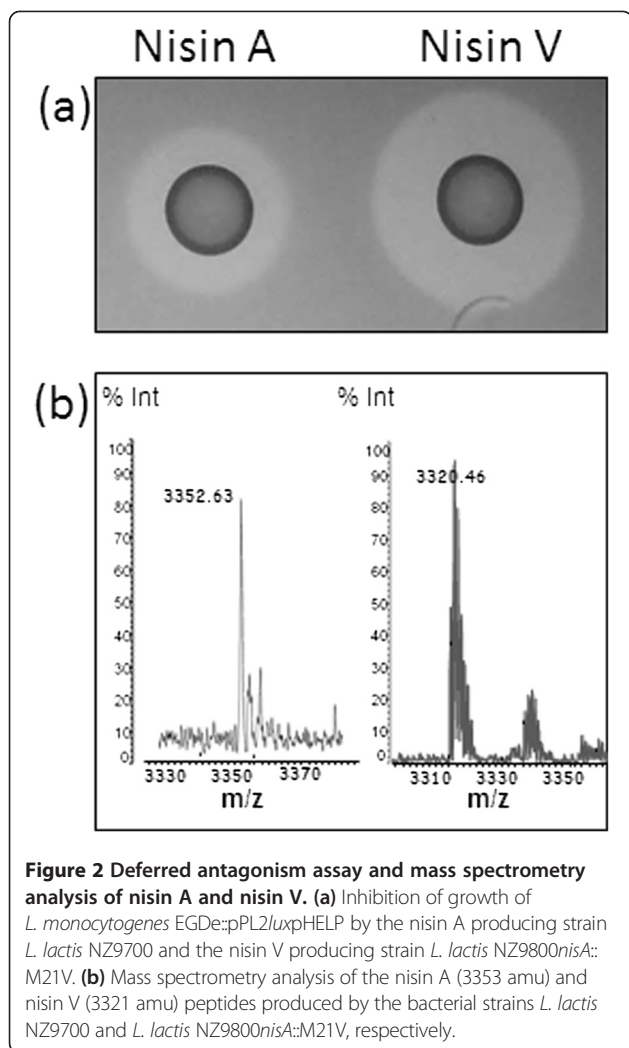 Nisin A Nisin V
(a)
(b)
% Int % Int
100 100
90 90
80 80
70 70
60 60
50 50
40 40
30 30
20 20
10 10
0 0
3352.63 3320.46
3330 3350 3370 3310 3330 3350
m/z m/z
Figure 2 Deferred antagonism assay and mass spectrometry
analysis of nisin A and nisin V. (a) Inhibition of growth of
L. monocytogenes EGDe::pPL2luxpHELP by the nisin A producing strain
L. lactis NZ9700 and the nisin V producing strain L. lactis NZ9800nisA::
M21V. (b) Mass spectrometry analysis of the nisin A (3353 amu) and
nisin V (3321 amu) peptides produced by the bacterial strains L. lactis
NZ9700 and L. lactis NZ9800nisA::M21V, respectively.